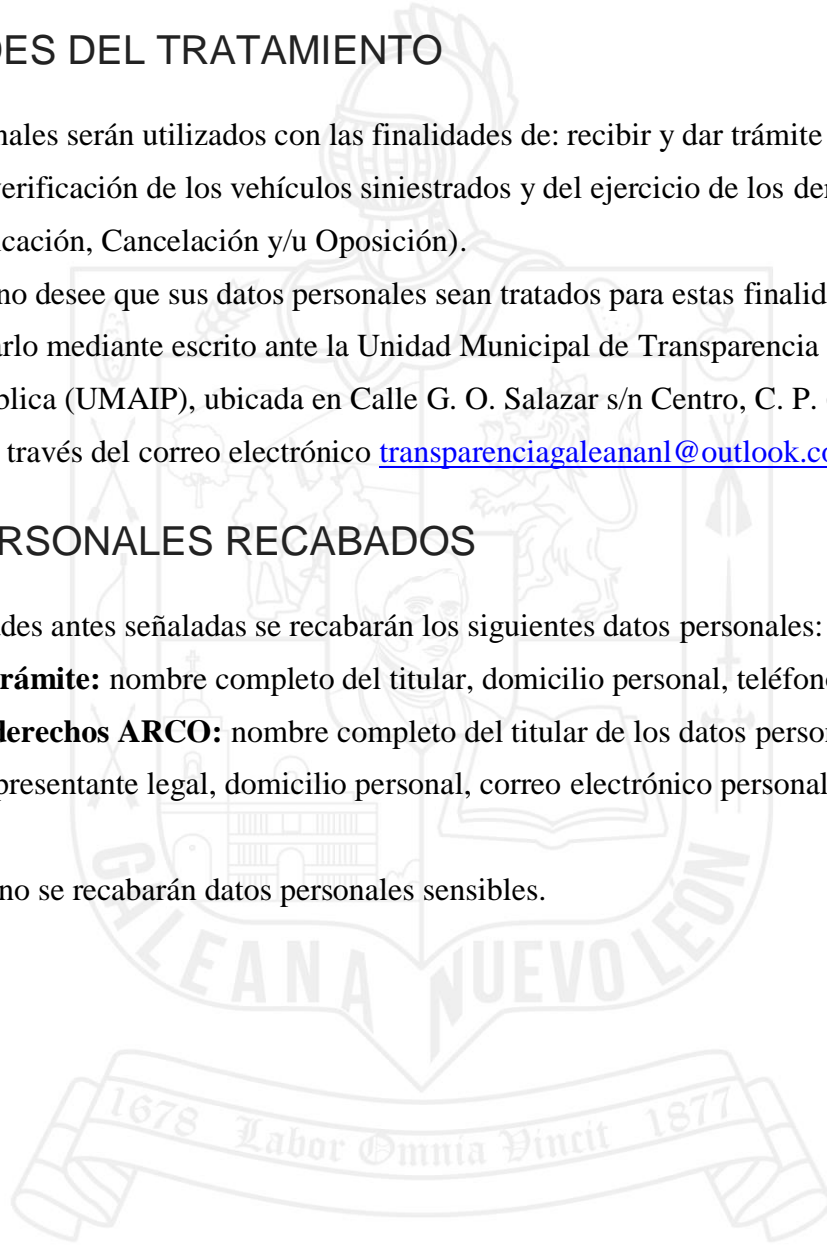 DES DEL TRATAMIENTO
nales serán utilizados con las finalidades de: recibir y dar trámite
verificación de los vehículos siniestrados y del ejercicio de los der
icación, Cancelación y/u Oposición).
no desee que sus datos personales sean tratados para estas finalid
arlo mediante escrito ante la Unidad Municipal de Transparencia
ública (UMAIP), ubicada en Calle G. O. Salazar s/n Centro, C. P.
través del correo electrónico transparenciagaleananl@outlook.co
ERSONALES RECABADOS
des antes señaladas se recabarán los siguientes datos personales:
rámite: nombre completo del titular, domicilio personal, teléfono
derechos ARCO: nombre completo del titular de los datos person
presentante legal, domicilio personal, correo electrónico personal
no se recabarán datos personales sensibles.
GALEANA NUEVO LEÓN
1678 Labor Omnia Vincit 1877